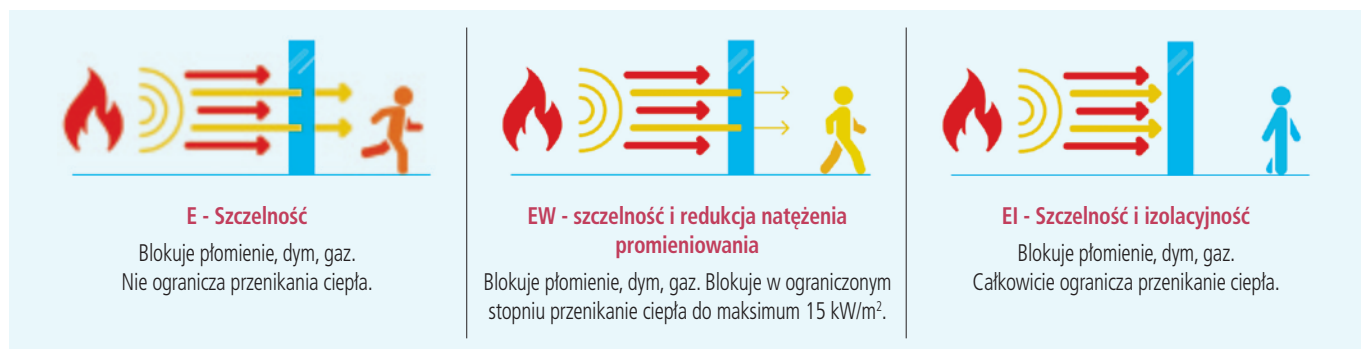 E - Szczelność
Blokuje płomienie, dym, gaz.
Nie ogranicza przenikania ciepła.
EW - szczelność i redukcja natężenia
promieniowania
Blokuje płomienie, dym, gaz. Blokuje w ograniczonym
stopniu przenikanie ciepła do maksimum 15 kW/m².
EI - Szczelność i izolacyjność
Blokuje płomienie, dym, gaz.
Całkowicie ogranicza przenikanie ciepła.